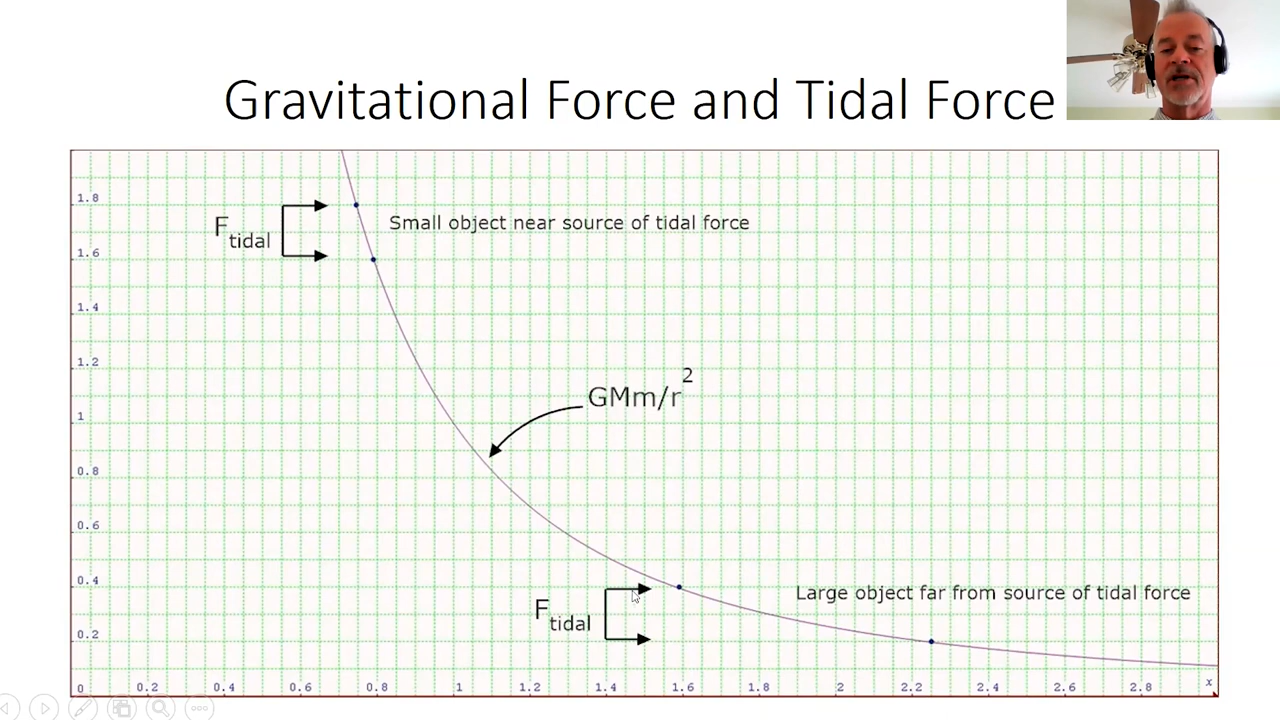 Gravitational Force and Tidal Force
1.8
F tidal
Small object near source of tidal force
1.6
1.4
1.2
GMm/r²
1
0.8
0.6
0.4
F tidal
Large object far from source of tidal force
0.2
0 0.2 0.4 0.6 0.8 1 1.2 1.4 1.6 1.8 2 2.2 2.4 2.6 2.8 x